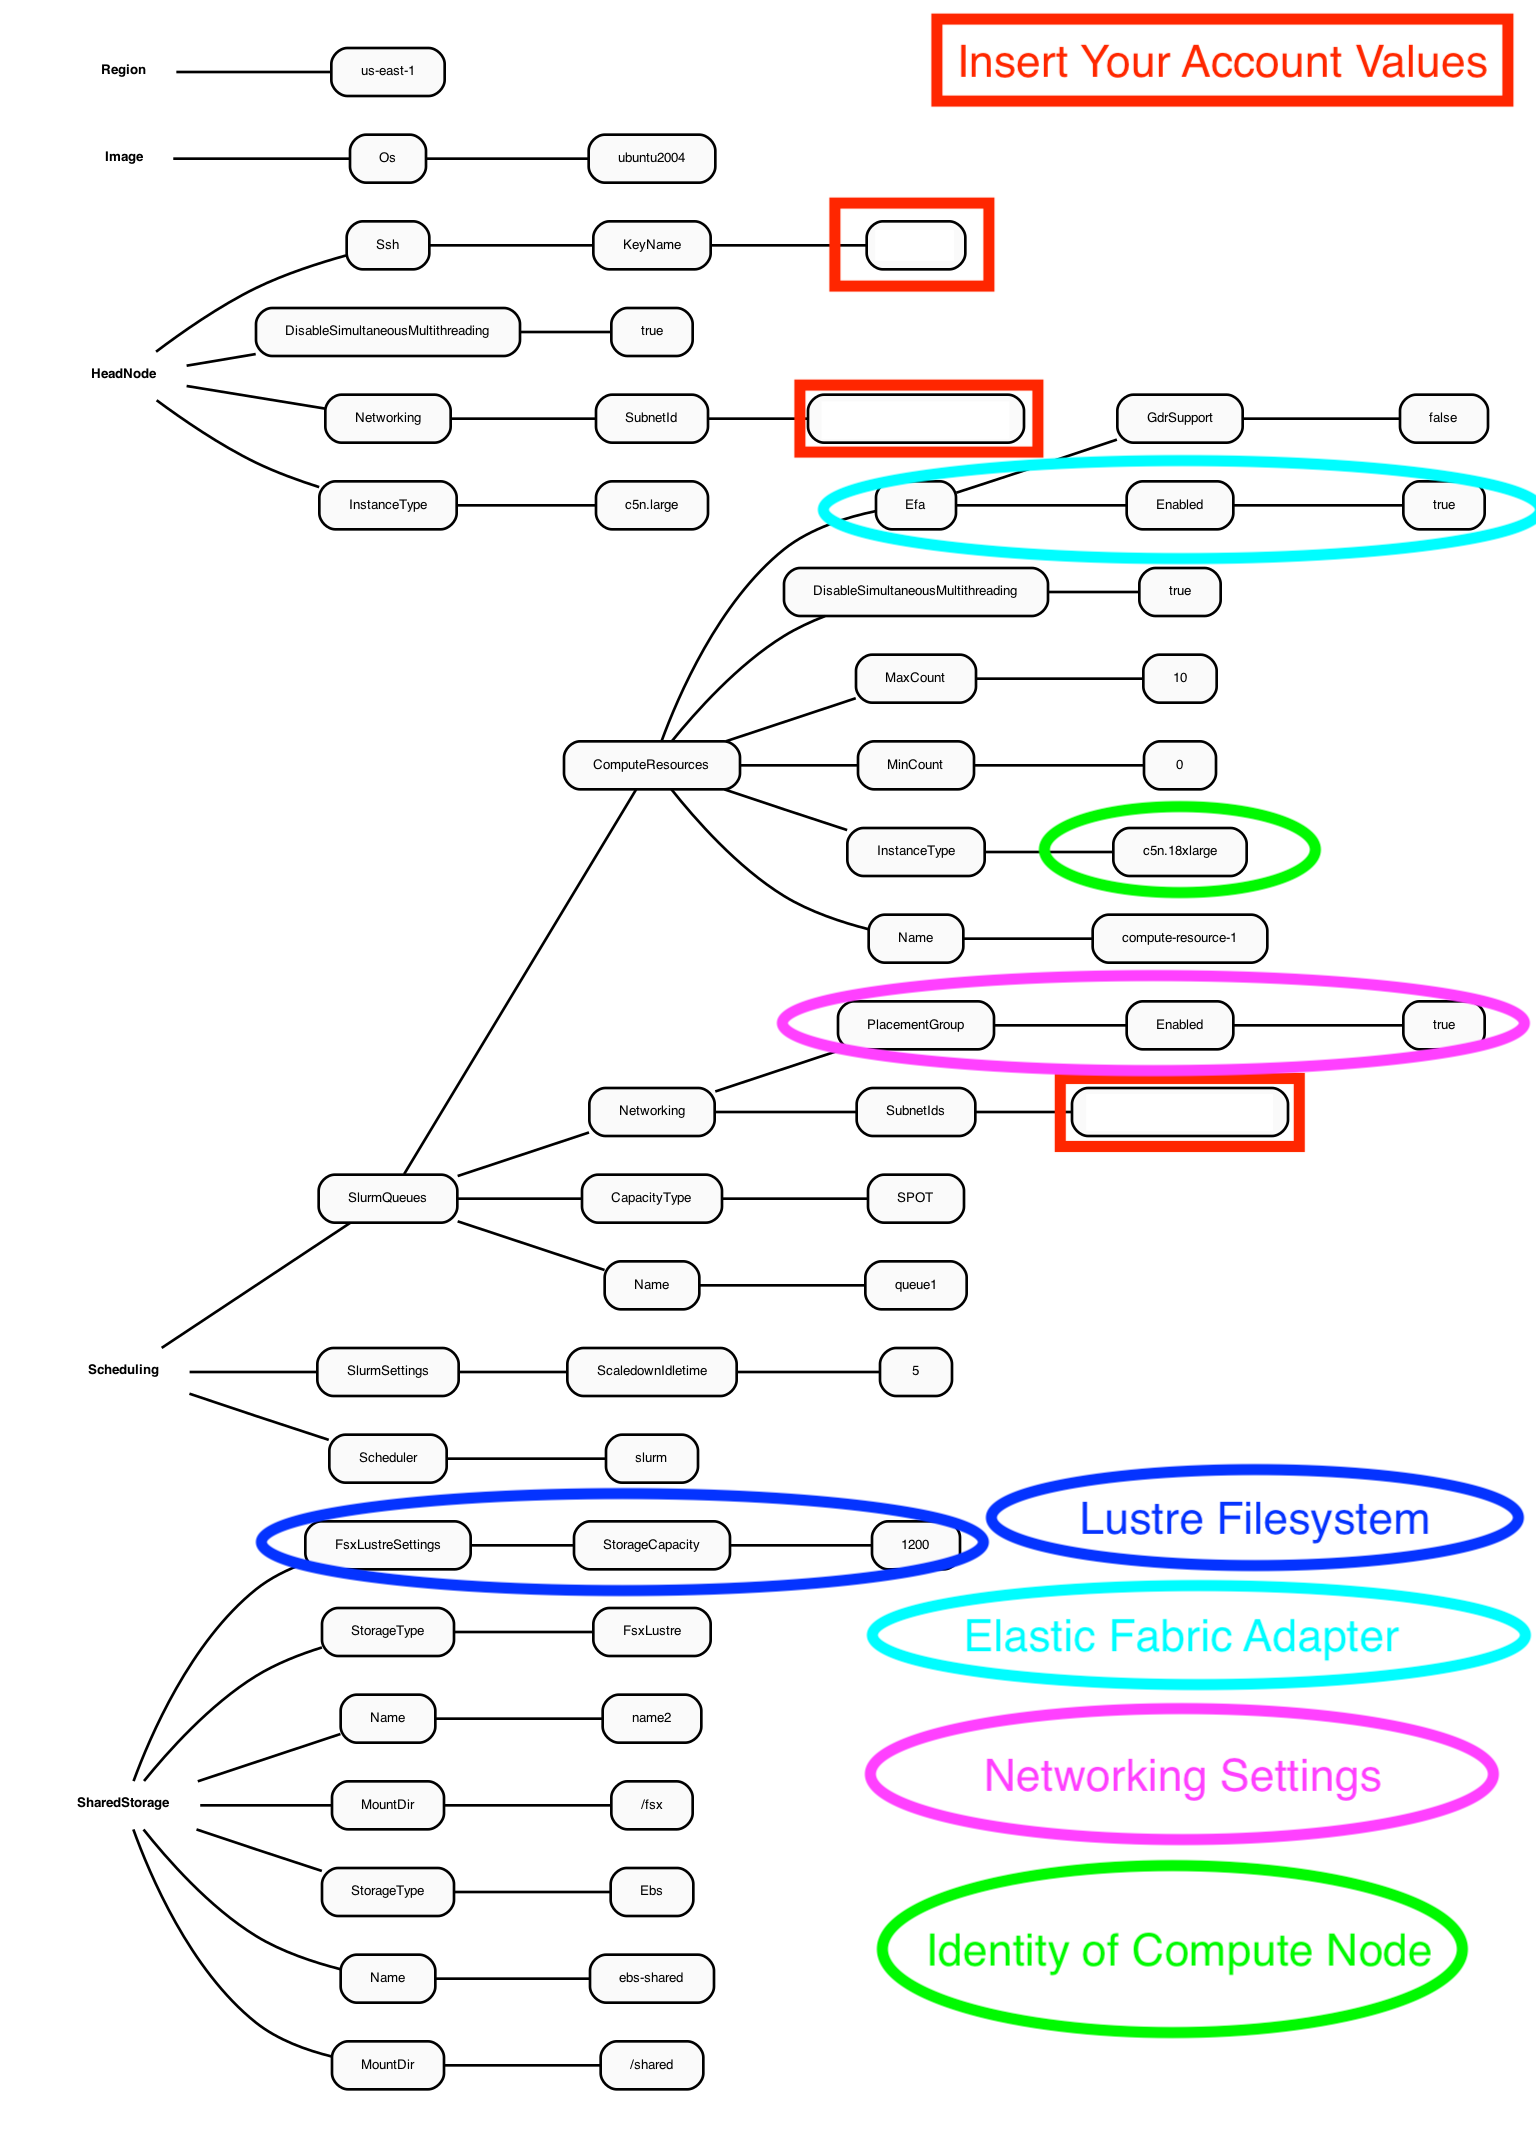 Insert Your Account Values
Region us-east-1
Image Os ubuntu2004
Ssh KeyName
DisableSimultaneousMultithreading true
HeadNode
Networking SubnetId GdrSupport false
InstanceType c5n.large Efa Enabled true
DisableSimultaneousMultithreading true
MaxCount 10
ComputeResources MinCount 0
InstanceType c5n.18xlarge
Name compute-resource-1
PlacementGroup Enabled true
Networking SubnetIds
SlurmQueues CapacityType SPOT
Name queue1
Scheduling SlurmSettings ScaledownIdletime 5
Scheduler slurm
Lustre Filesystem
FsxLustreSettings StorageCapacity 1200
StorageType FsxLustre
Elastic Fabric Adapter
Name name2
Networking Settings
SharedStorage MountDir /fsx
StorageType Ebs
Identity of Compute Node
Name ebs-shared
MountDir /shared